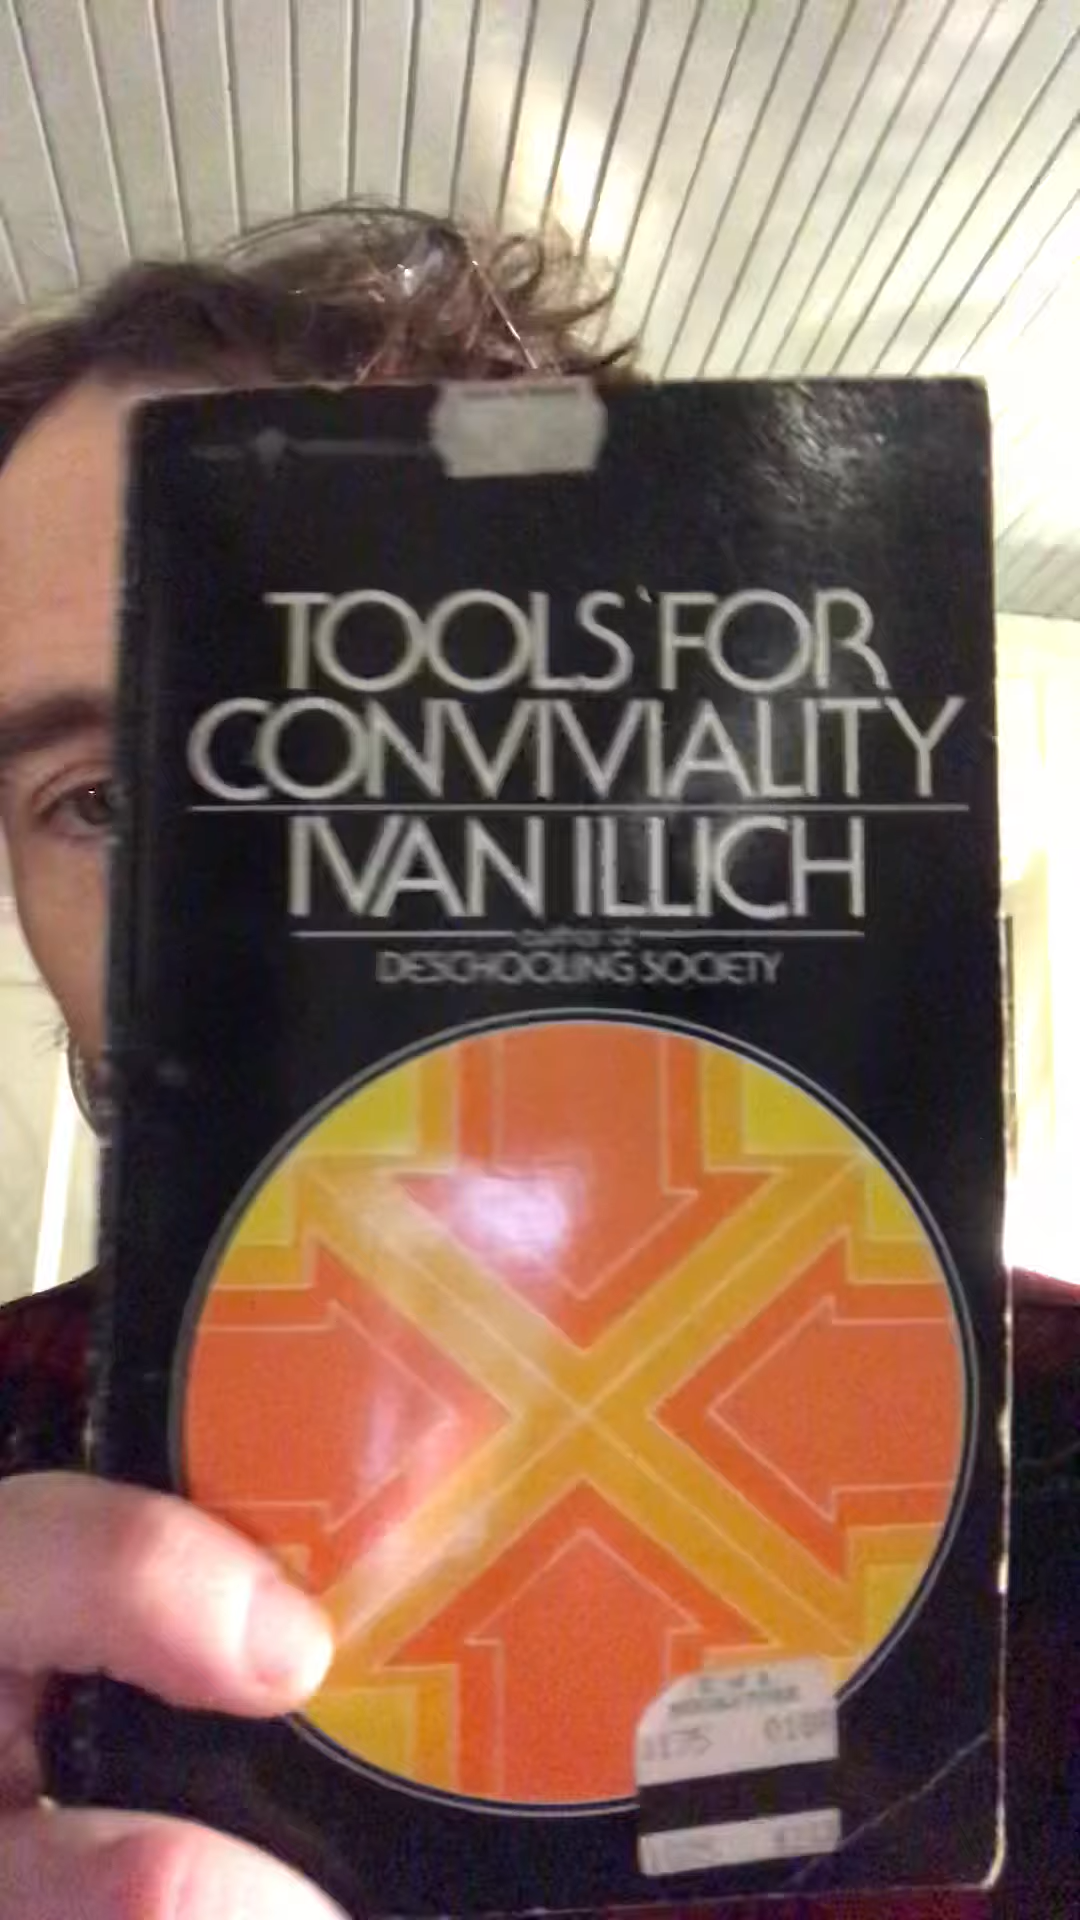 TOOLS FOR
CONVIVIALITY
IVAN ILLICH
author of
DESCHOOLING SOCIETY